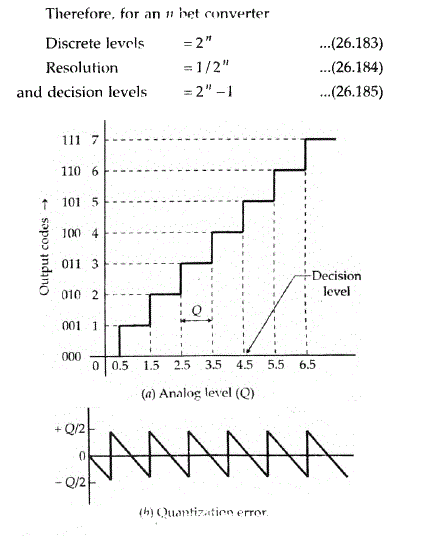 Therefore, for an n bet converter
Discrete levels = 2^n ...(26.183)
Resolution = 1/2^n ...(26.184)
and decision levels = 2^n – 1 ...(26.185)
Output codes →
111 7
110 6
101 5
100 4
011 3
010 2
001 1
000
Q
Decision level
0 0.5 1.5 2.5 3.5 4.5 5.5 6.5
(a) Analog level (Q)
+ Q/2
0
– Q/2
(b) Quantization error.